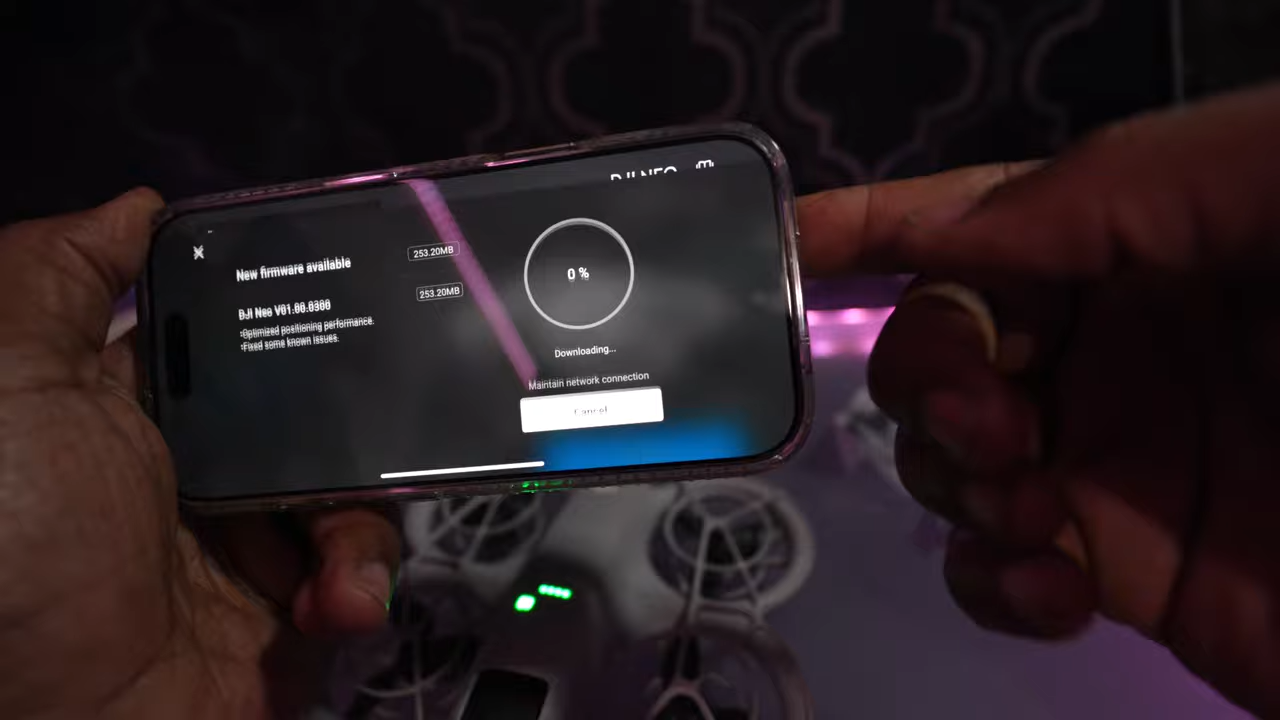 DJI NEO
New firmware available
253.20MB
DJI Neo V01.00.0300
253.20MB
·Optimized positioning performance.
·Fixed some known issues.
0 %
Downloading...
Maintain network connection
Cancel